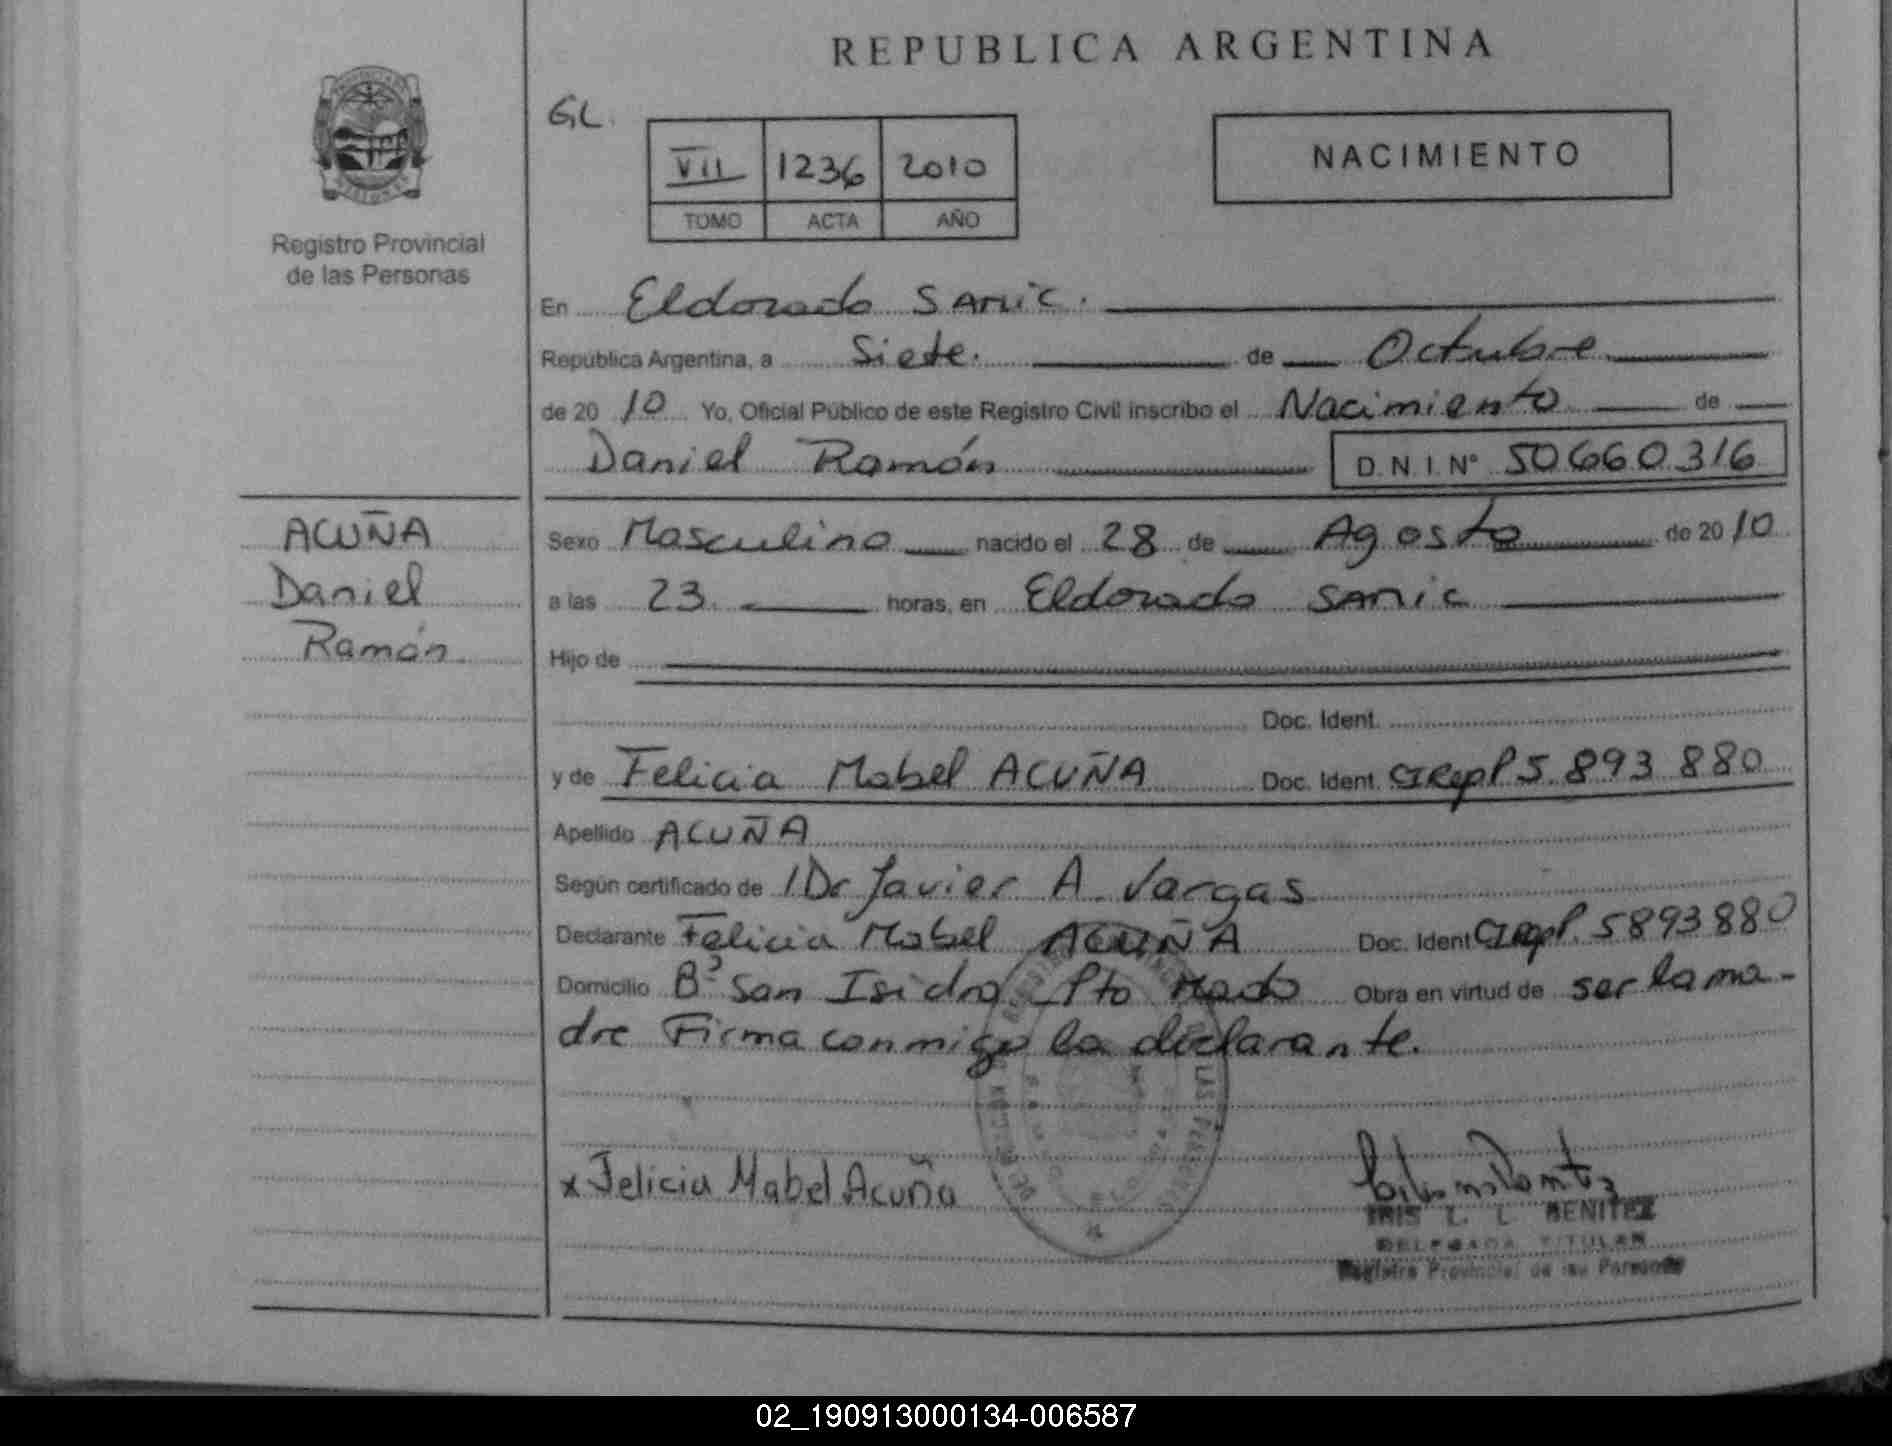 REPUBLICA ARGENTINA
G.L.
VII 1236 2010
TOMO ACTA AÑO
NACIMIENTO
Registro Provincial
de las Personas
En Eldorado SAMIC.
República Argentina, a Siete. de Octubre
de 2010 Yo, Oficial Público de este Registro Civil inscribo el Nacimiento de
Daniel Ramón D.N.I.Nº 50660316
ACUÑA
Daniel
Ramón
Sexo Masculino nacido el 28 de Agosto de 2010
a las 23. horas, en Eldorado SAMIC
Hijo de
Doc. Ident.
y de Felicia Mabel ACUÑA Doc. Ident. 5 893 880
Apellido ACUÑA
Según certificado de Dr Javier A. Vargas
Declarante Felicia Mabel ACUÑA Doc. Ident 5893880
Domicilio Bº San Isidro Pto Mado Obra en virtud de ser la ma-
dre Firma conmigo la declarante.
x Felicia Mabel Acuña
IRIS L. L. BENITEZ
DELEGADA TITULAR
Registro Provincial de las Personas
02_190913000134-006587